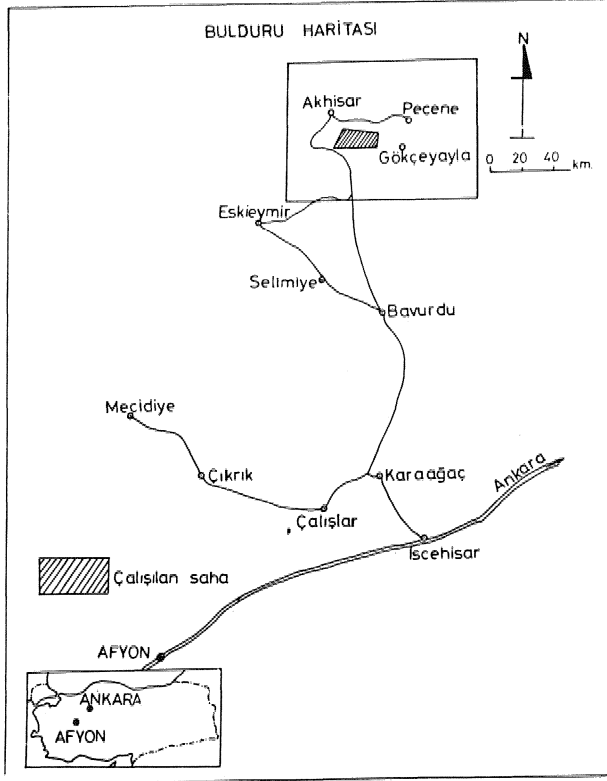 BULDURU HARİTASI
N
Akhisar
Pecene
Gökçeyayla
0 20 40 km.
Eskieymir
Selimiye
Bavurdu
Mecidiye
Çıkrık
Karaağaç
Ankara
Çalışlar
İscehisar
Çalışılan saha
AFYON
ANKARA
AFYON